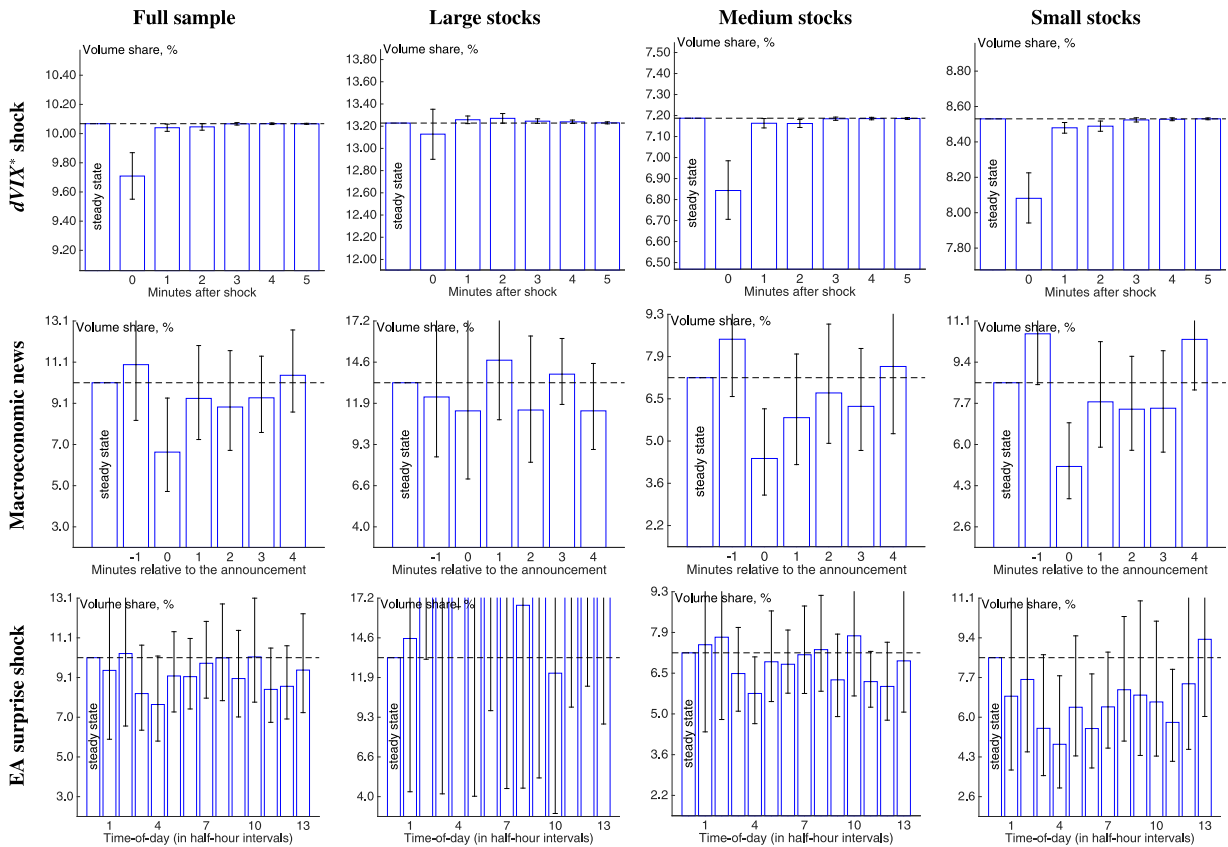 Full sample
Large stocks
Medium stocks
Small stocks
dVIX* shock
Volume share, %
10.40
10.20
10.00
9.80
9.60
9.40
9.20
steady state
0 1 2 3 4 5
Minutes after shock
Volume share, %
13.80
13.60
13.40
13.20
13.00
12.80
12.60
12.40
12.20
12.00
steady state
0 1 2 3 4 5
Minutes after shock
Volume share, %
7.50
7.40
7.30
7.20
7.10
7.00
6.90
6.80
6.70
6.60
6.50
steady state
0 1 2 3 4 5
Minutes after shock
Volume share, %
8.80
8.60
8.40
8.20
8.00
7.80
steady state
0 1 2 3 4 5
Minutes after shock
Macroeconomic news
Volume share, %
13.1
11.1
9.1
7.0
5.0
3.0
steady state
-1 0 1 2 3 4
Minutes relative to the announcement
Volume share, %
17.2
14.6
11.9
9.3
6.6
4.0
steady state
-1 0 1 2 3 4
Minutes relative to the announcement
Volume share, %
9.3
7.9
6.5
5.0
3.6
2.2
steady state
-1 0 1 2 3 4
Minutes relative to the announcement
Volume share, %
11.1
9.4
7.7
6.0
4.3
2.6
steady state
-1 0 1 2 3 4
Minutes relative to the announcement
EA surprise shock
Volume share, %
13.1
11.1
9.1
7.0
5.0
3.0
steady state
1 4 7 10 13
Time-of-day (in half-hour intervals)
Volume share, %
17.2
14.6
11.9
9.3
6.6
4.0
steady state
1 4 7 10 13
Time-of-day (in half-hour intervals)
Volume share, %
9.3
7.9
6.5
5.0
3.6
2.2
steady state
1 4 7 10 13
Time-of-day (in half-hour intervals)
Volume share, %
11.1
9.4
7.7
6.0
4.3
2.6
steady state
1 4 7 10 13
Time-of-day (in half-hour intervals)